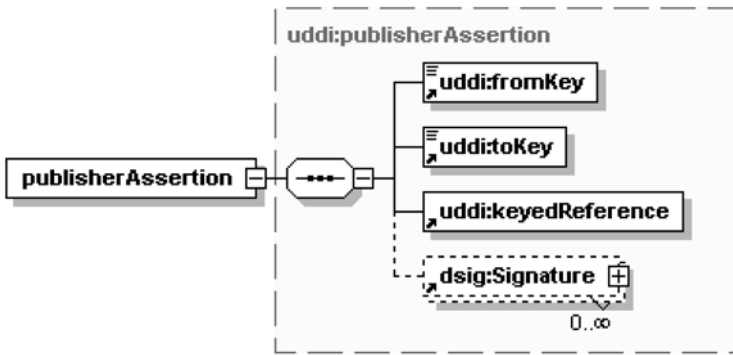 uddi:publisherAssertion
uddi:fromKey
uddi:toKey
publisherAssertion
uddi:keyedReference
dsig:Signature
0..∞